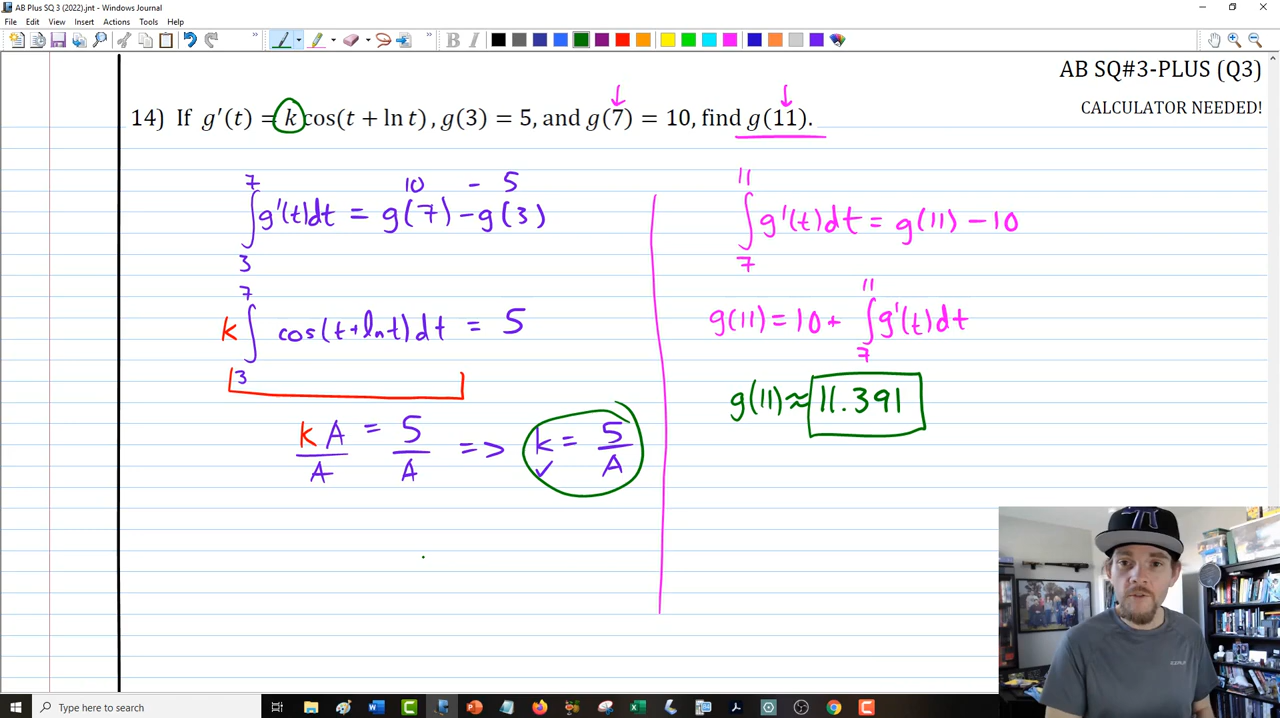 AB Plus SQ 3 (2022).jnt - Windows Journal
File Edit View Insert Actions Tools Help
AB SQ#3-PLUS (Q3)
CALCULATOR NEEDED!
14) If g′(t) = k cos(t + ln t), g(3) = 5, and g(7) = 10, find g(11).
10 - 5
∫₃⁷ g'(t)dt = g(7) - g(3)
k ∫₃⁷ cos(t+lnt)dt = 5
kA/A = 5/A => k = 5/A
∫₇¹¹ g'(t)dt = g(11) - 10
g(11) = 10 + ∫₇¹¹ g'(t)dt
g(11) ≈ 11.391
Type here to search